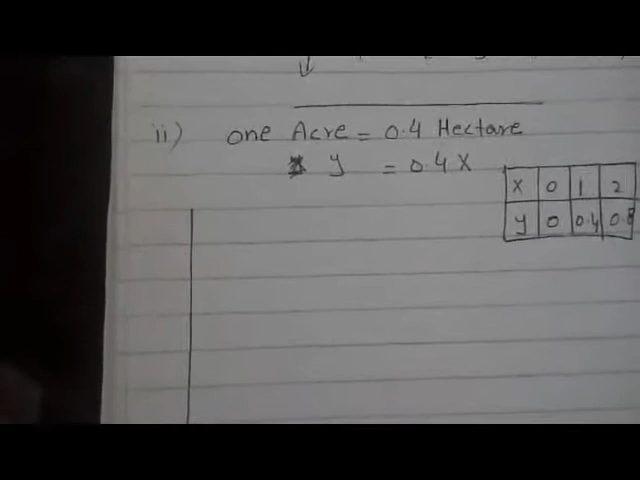 ii) one Acre = 0.4 Hectare
y = 0.4 x
x 0 1 2
y 0 0.4 0.8